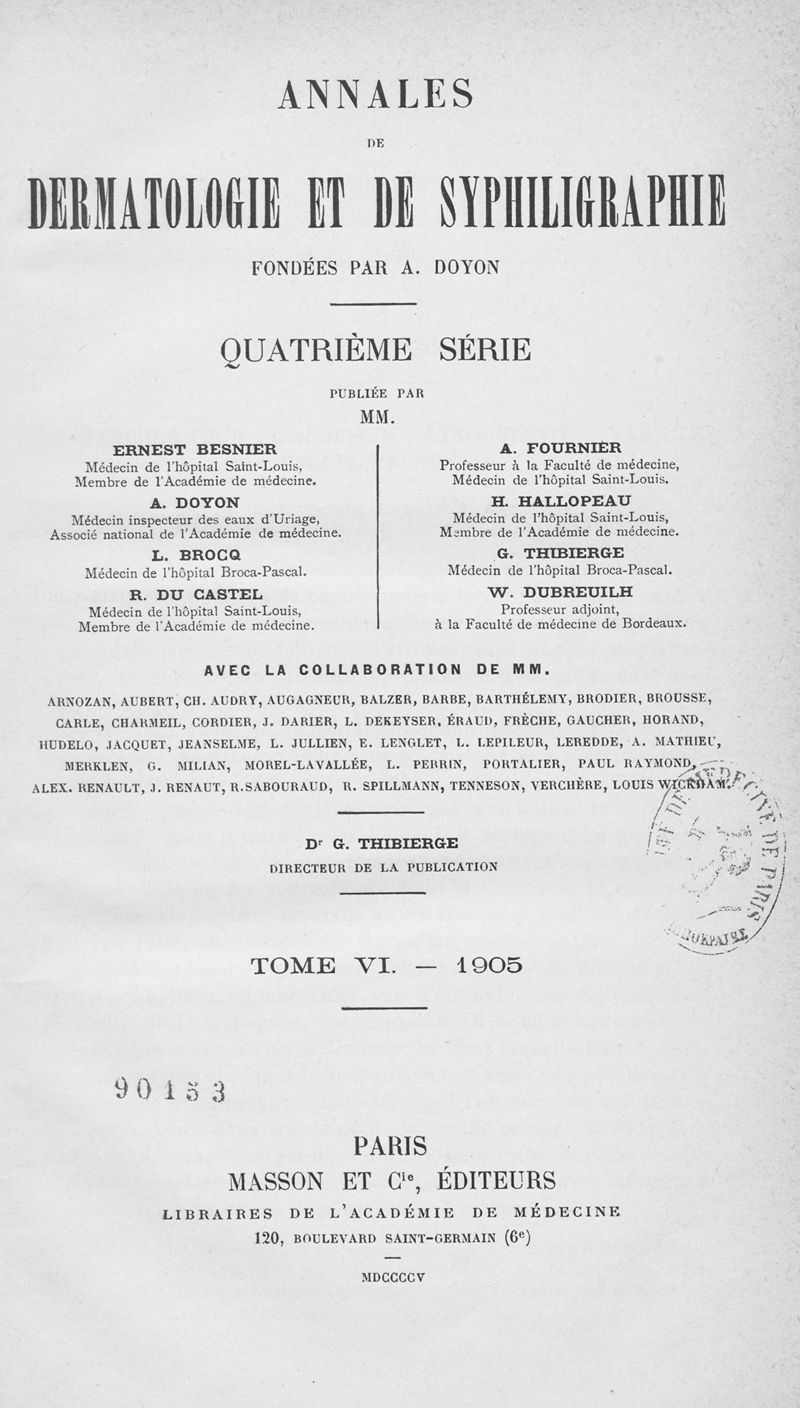 ANNALES
DE
DERMATOLOGIE ET DE SYPHILIGRAPHIE
FONDÉES PAR A. DOYON
QUATRIÈME SÉRIE
PUBLIÉE PAR
MM.
ERNEST BESNIER
Médecin de l'hôpital Saint-Louis,
Membre de l'Académie de médecine.
A. DOYON
Médecin inspecteur des eaux d'Uriage,
Associé national de l'Académie de médecine.
L. BROCQ
Médecin de l'hôpital Broca-Pascal.
R. DU CASTEL
Médecin de l'hôpital Saint-Louis,
Membre de l'Académie de médecine.
A. FOURNIER
Professeur à la Faculté de médecine,
Médecin de l'hôpital Saint-Louis.
H. HALLOPEAU
Médecin de l'hôpital Saint-Louis,
Membre de l'Académie de médecine.
G. THIBIERGE
Médecin de l'hôpital Broca-Pascal.
W. DUBREUILH
Professeur adjoint,
à la Faculté de médecine de Bordeaux.
AVEC LA COLLABORATION DE MM.
ARNOZAN, AUBERT, CH. AUDRY, AUGAGNEUR, BALZER, BARBE, BARTHÉLEMY, BRODIER, BROUSSE,
CARLE, CHARMEIL, CORDIER, J. DARIER, L. DEKEYSER, ÉRAUD, FRÈCHE, GAUCHER, HORAND,
HUDELO, JACQUET, JEANSELME, L. JULLIEN, E. LENGLET, L. LEPILEUR, LEREDDE, A. MATHIEU,
MERKLEN, G. MILIAN, MOREL-LAVALLÉE, L. PERRIN, PORTALIER, PAUL RAYMOND,
ALEX. RENAULT, J. RENAUT, R. SABOURAUD, R. SPILLMANN, TENNESON, VERCHÈRE, LOUIS WICKHAM.
DE PARIS
Dr G. THIBIERGE
DIRECTEUR DE LA PUBLICATION
TOME VI. — 1905
90153
PARIS
MASSON ET Cie, ÉDITEURS
LIBRAIRES DE L'ACADÉMIE DE MÉDECINE
120, BOULEVARD SAINT-GERMAIN (6e)
MDCCCCV